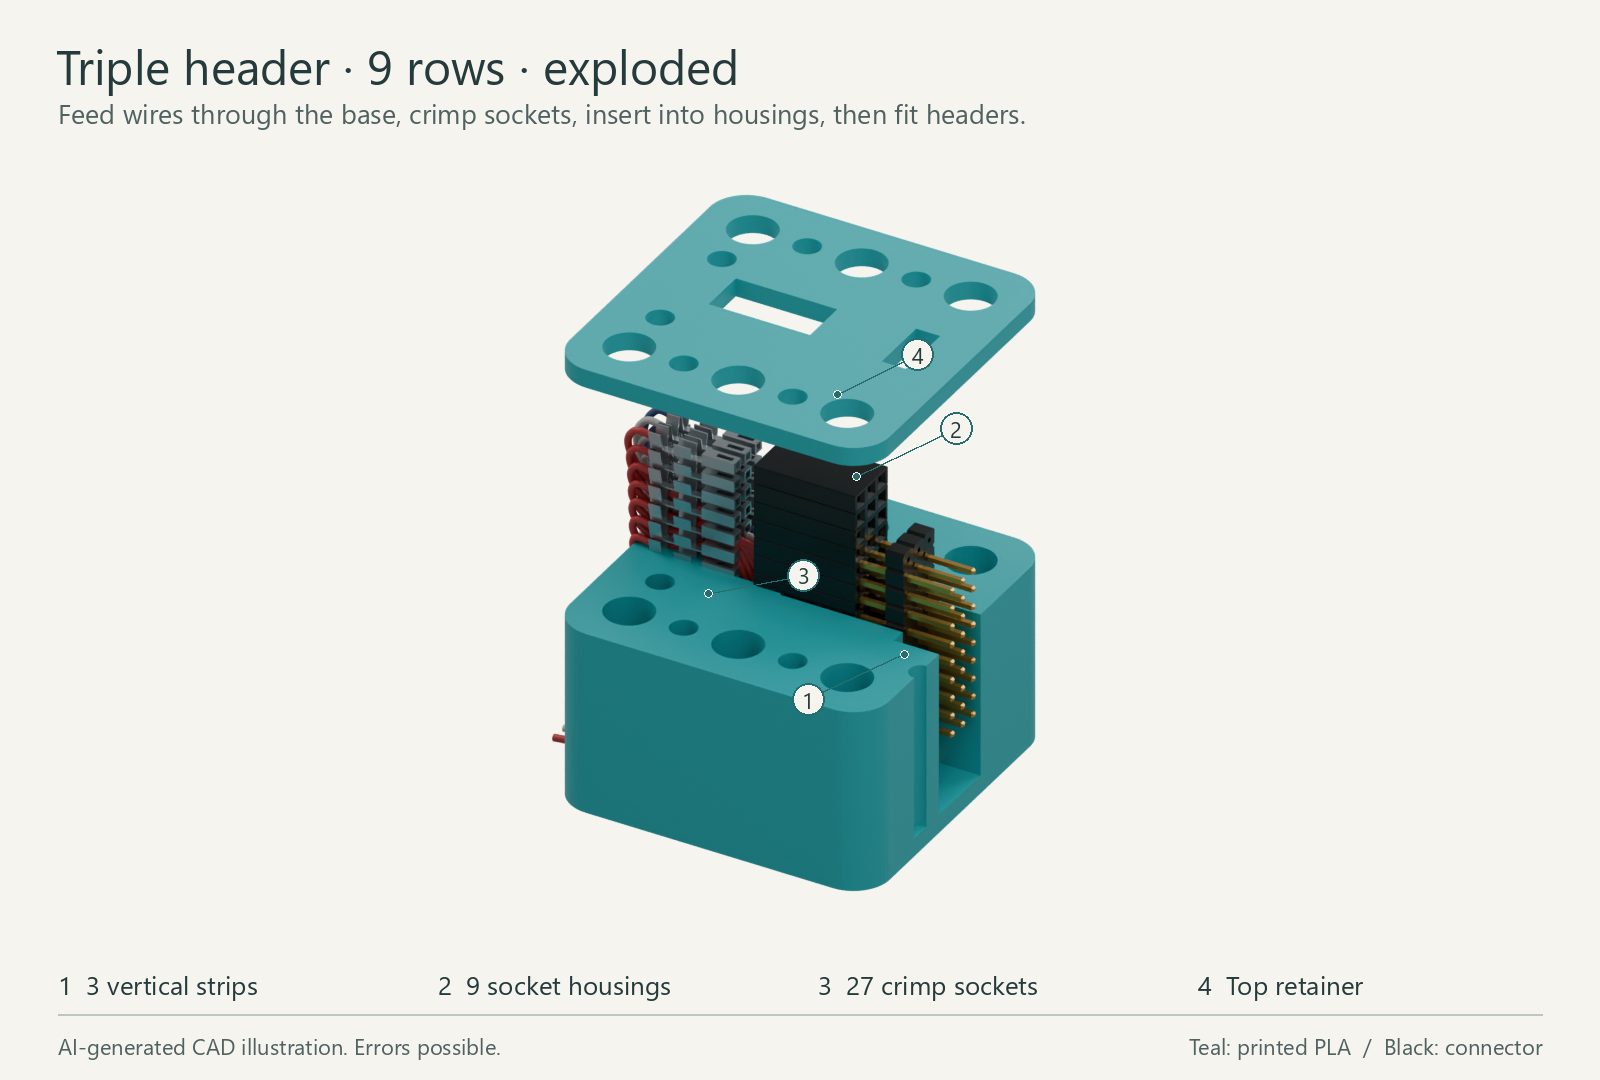 Triple header · 9 rows · exploded
Feed wires through the base, crimp sockets, insert into housings, then fit headers.
4
2
3
1
1 3 vertical strips
2 9 socket housings
3 27 crimp sockets
4 Top retainer
AI-generated CAD illustration. Errors possible.
Teal: printed PLA / Black: connector